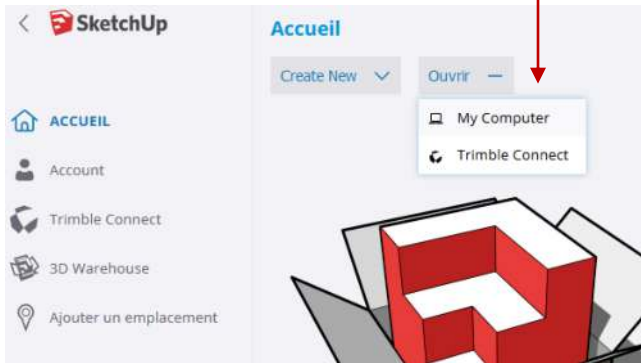 SketchUp
Accueil
Create New
Ouvrir
My Computer
Trimble Connect
ACCUEIL
Account
Trimble Connect
3D Warehouse
Ajouter un emplacement